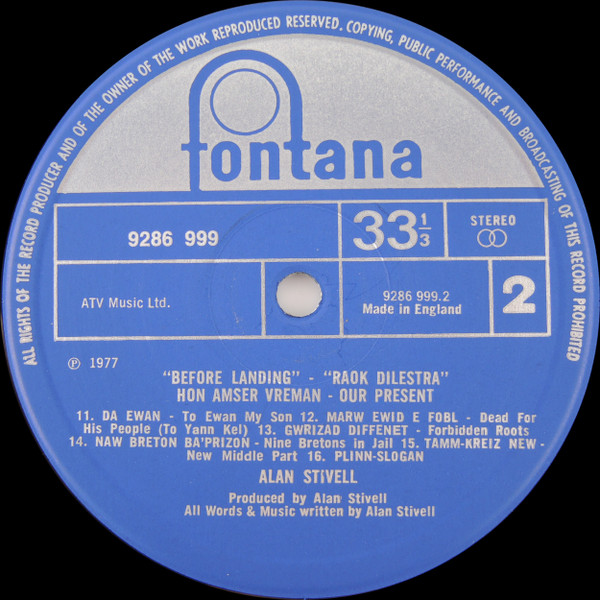 ALL RIGHTS OF THE RECORD PRODUCER AND OF THE OWNER OF THE WORK REPRODUCED RESERVED. COPYING, PUBLIC PERFORMANCE AND BROADCASTING OF THIS RECORD PROHIBITED
fontana
9286 999
33 1/3
STEREO
ATV Music Ltd.
9286 999.2
Made in England
2
℗ 1977
"BEFORE LANDING" - "RAOK DILESTRA"
HON AMSER VREMAN - OUR PRESENT
11. DA EWAN - To Ewan My Son 12. MARW EWID E FOBL - Dead For
His People (To Yann Kel) 13. GWRIZAD DIFFENET - Forbidden Roots
14. NAW BRETON BA'PRIZON - Nine Bretons in Jail 15. TAMM-KREIZ NEW -
New Middle Part 16. PLINN-SLOGAN
ALAN STIVELL
Produced by Alan Stivell
All Words & Music written by Alan Stivell